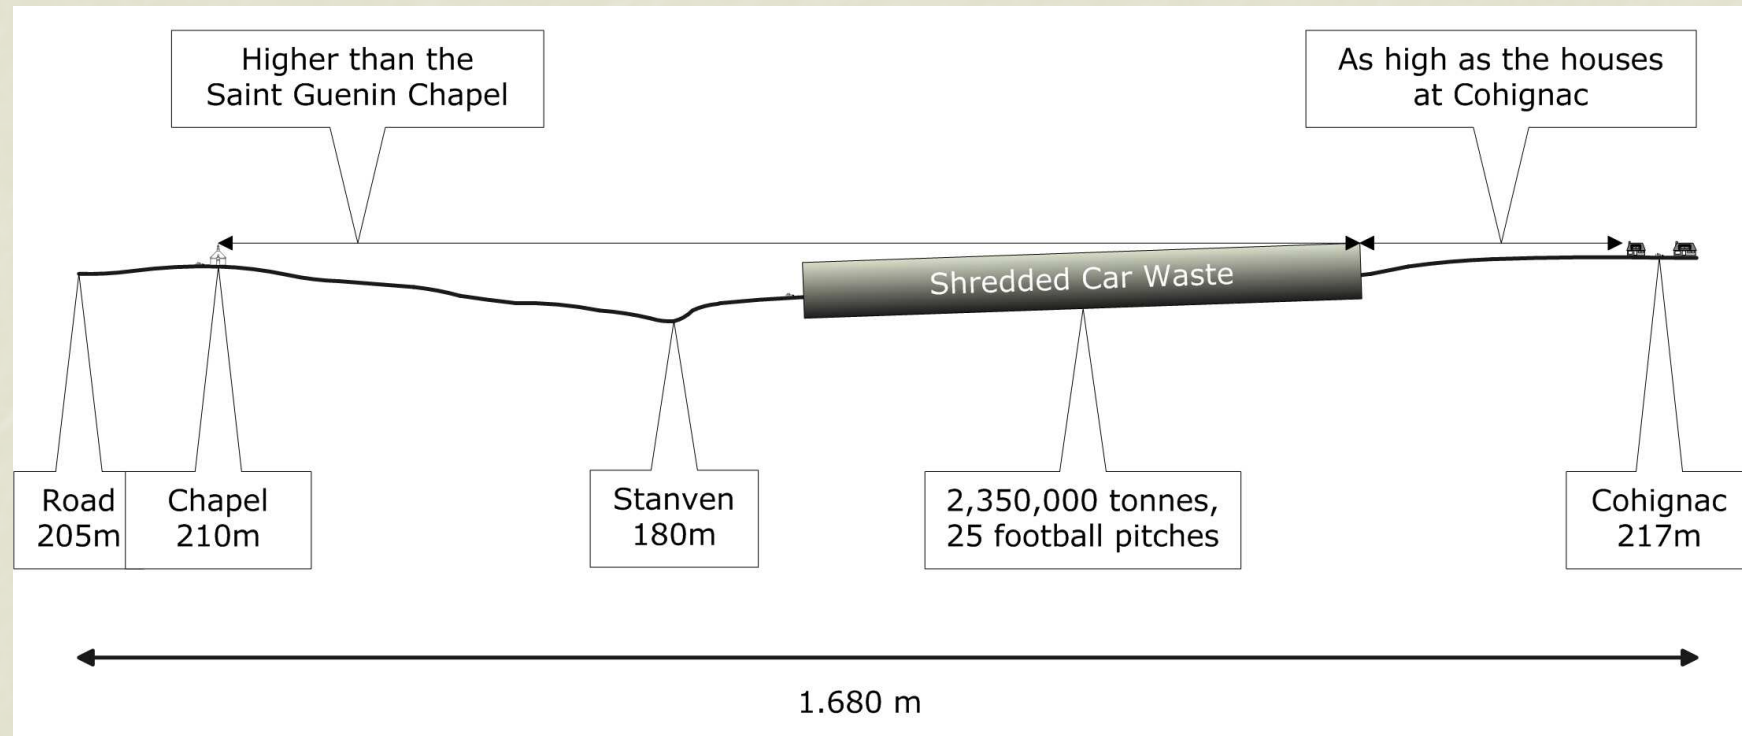 Higher than the
Saint Guenin Chapel
As high as the houses
at Cohignac
Shredded Car Waste
Road
205m
Chapel
210m
Stanven
180m
2,350,000 tonnes,
25 football pitches
Cohignac
217m
1.680 m